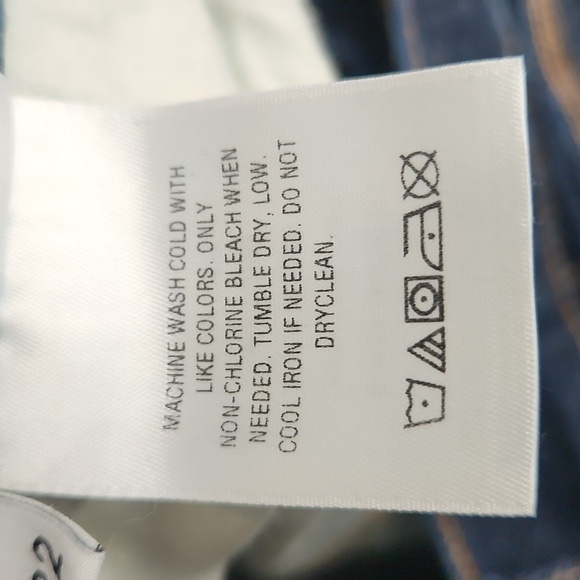 MACHINE WASH COLD WITH
LIKE COLORS. ONLY
NON-CHLORINE BLEACH WHEN
NEEDED. TUMBLE DRY, LOW.
COOL IRON IF NEEDED. DO NOT
DRYCLEAN.
22